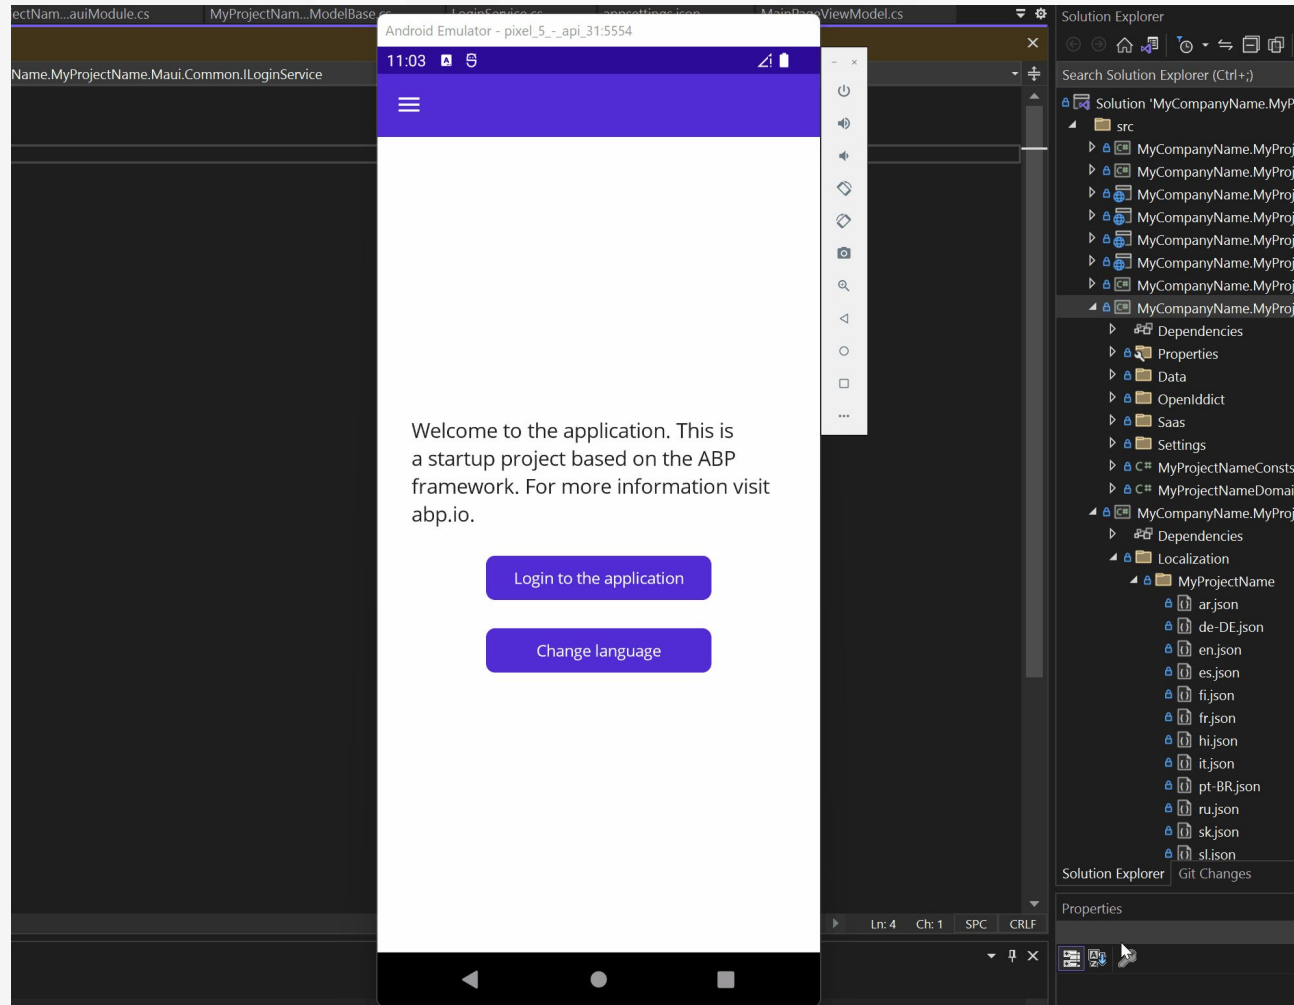 ectNam...auiModule.cs
MyProjectNam...ModelBase.cs
LoginService.cs
appsettings.json
MainPageViewModel.cs
Name.MyProjectName.Maui.Common.ILoginService
Android Emulator - pixel_5_-_api_31:5554
11:03
Welcome to the application. This is
a startup project based on the ABP
framework. For more information visit
abp.io.
Login to the application
Change language
Ln: 4 Ch: 1 SPC CRLF
Solution Explorer
Search Solution Explorer (Ctrl+;)
Solution 'MyCompanyName.MyP
src
MyCompanyName.MyProj
MyCompanyName.MyProj
MyCompanyName.MyProj
MyCompanyName.MyProj
MyCompanyName.MyProj
MyCompanyName.MyProj
MyCompanyName.MyProj
MyCompanyName.MyProj
Dependencies
Properties
Data
OpenIddict
Saas
Settings
C# MyProjectNameConsts
C# MyProjectNameDomai
MyCompanyName.MyProj
Dependencies
Localization
MyProjectName
ar.json
de-DE.json
en.json
es.json
fi.json
fr.json
hi.json
it.json
pt-BR.json
ru.json
sk.json
sl.json
Solution Explorer Git Changes
Properties